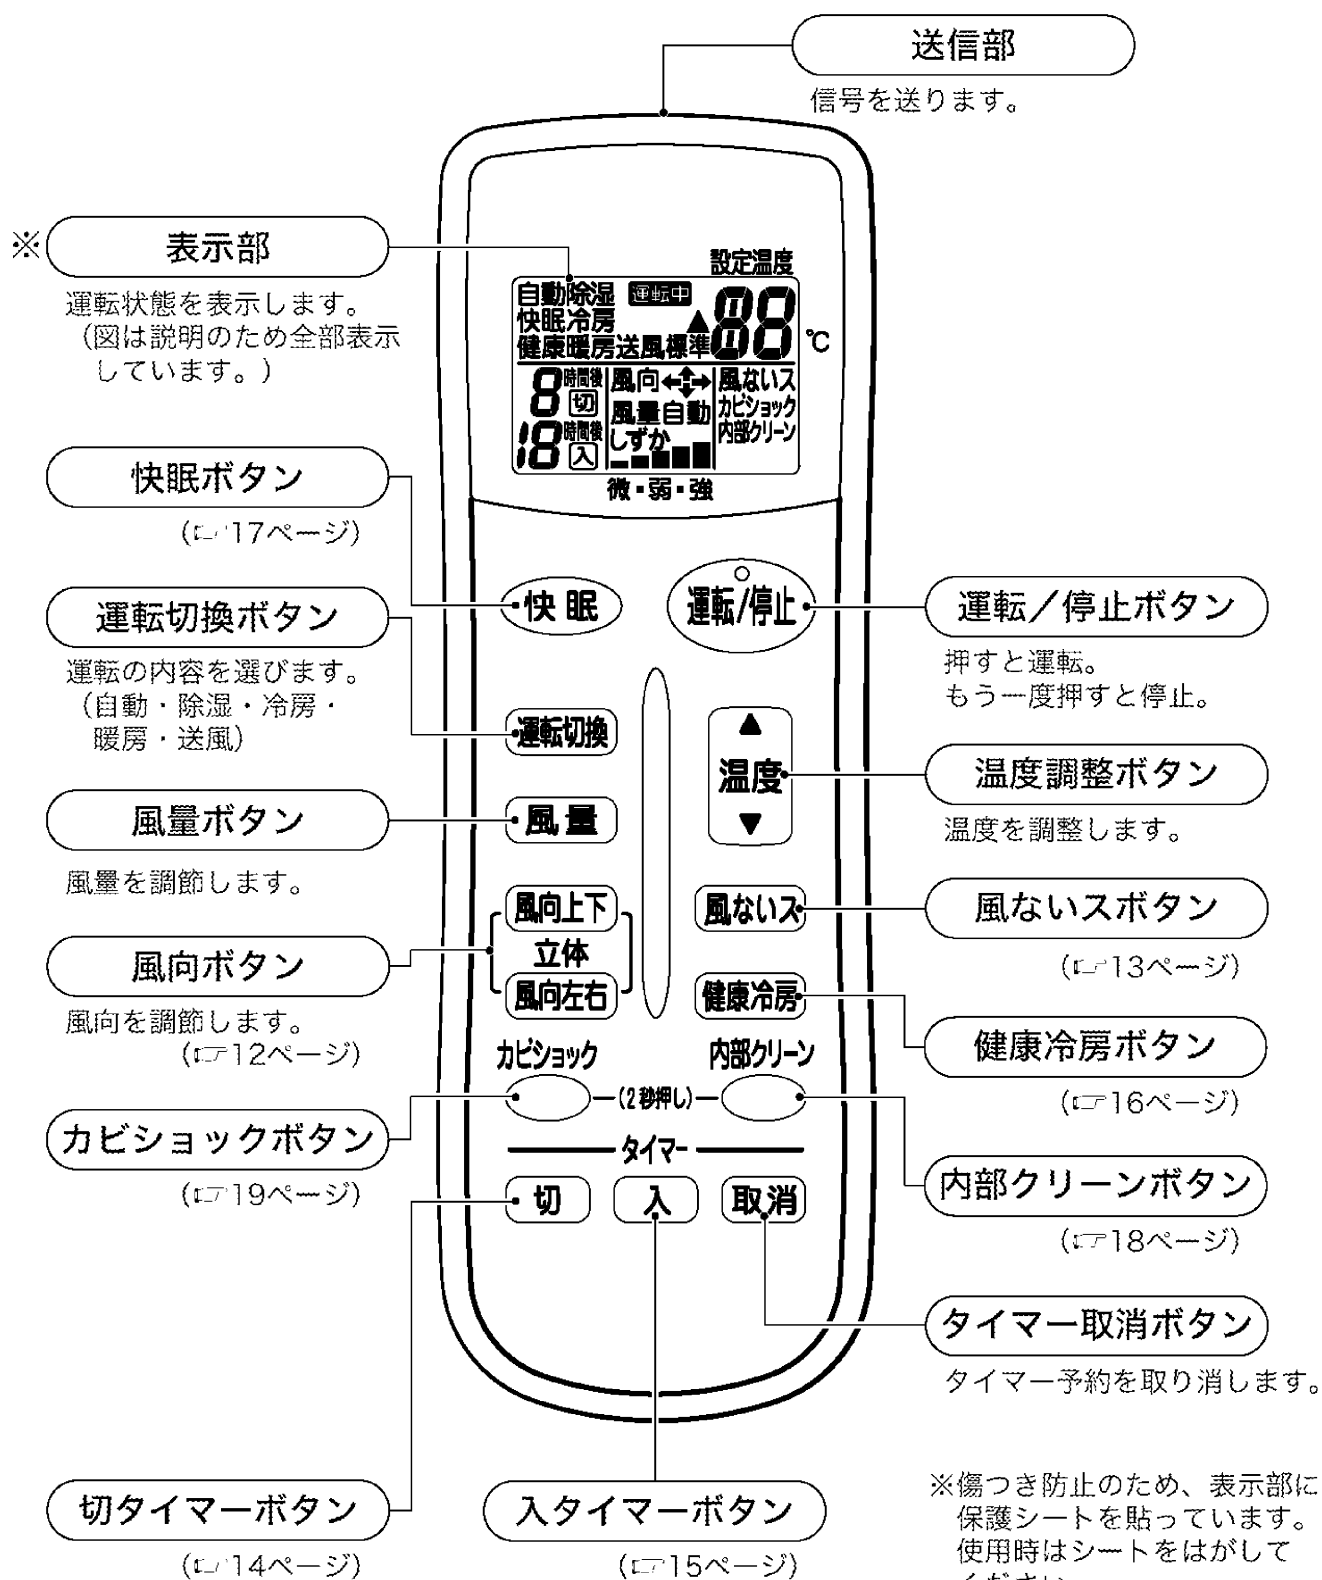 送信部
信号を送ります。
※
表示部
運転状態を表示します。
（図は説明のため全部表示
しています。）
設定温度
自動除湿 運転中
快眠冷房 ▲ 88 ℃
健康暖房送風標準
8 時間後 切
18 時間後 入
風向
風量自動
しずか
風ないス
カビショック
内部クリーン
微・弱・強
快眠ボタン
（☞17ページ）
快眠
運転/停止
運転切換ボタン
運転の内容を選びます。
（自動・除湿・冷房・
暖房・送風）
運転／停止ボタン
押すと運転。
もう一度押すと停止。
運転切換
▲
温度
▼
温度調整ボタン
温度を調整します。
風量ボタン
風量を調節します。
風量
風向上下
立体
風向左右
風ないス
風ないスボタン
（☞13ページ）
風向ボタン
風向を調節します。
（☞12ページ）
健康冷房
健康冷房ボタン
（☞16ページ）
カビショック
内部クリーン
（2秒押し）
カビショックボタン
（☞19ページ）
タイマー
切
入
取消
内部クリーンボタン
（☞18ページ）
タイマー取消ボタン
タイマー予約を取り消します。
切タイマーボタン
（☞14ページ）
入タイマーボタン
（☞15ページ）
※傷つき防止のため、表示部に
保護シートを貼っています。
使用時はシートをはがして